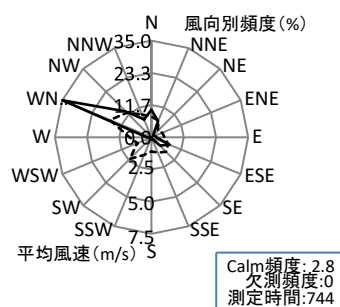 N 風向別頻度(%)
35.0
NNW NNE
NW 23.3 NE
WN 11.7 ENE
W 0.0 E
WSW 2.5 ESE
SW 5.0 SE
SSW SSE
平均風速(m/s) 7.5
S
Calm頻度: 2.8
欠測頻度:0
測定時間:744